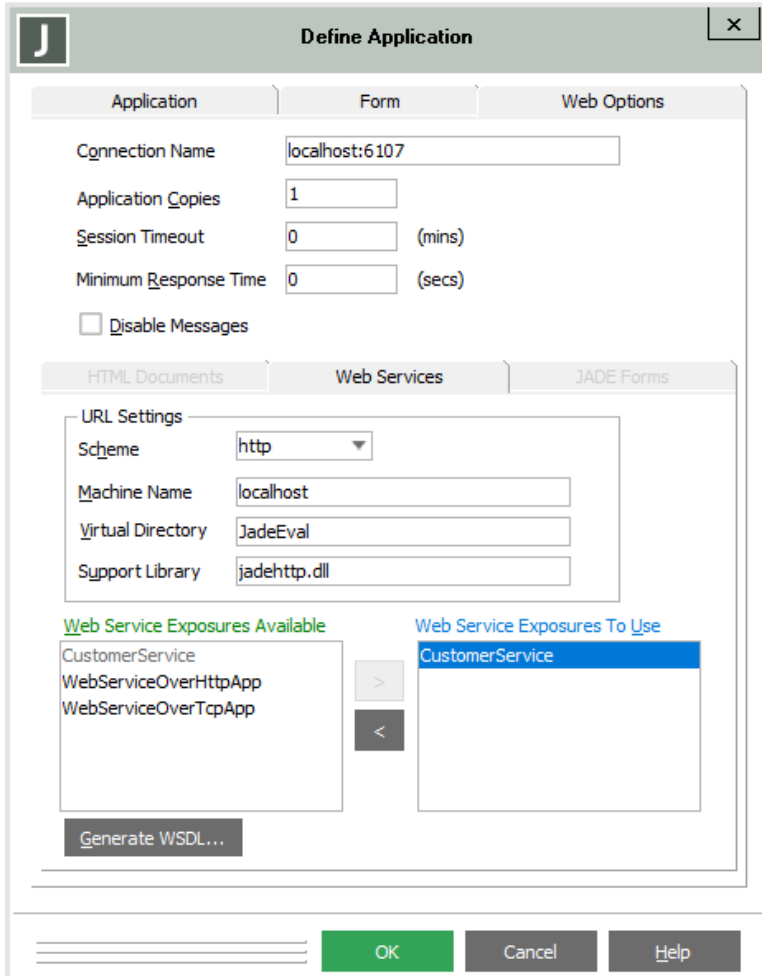 J
Define Application
×
Application Form Web Options
Connection Name localhost:6107
Application Copies 1
Session Timeout 0 (mins)
Minimum Response Time 0 (secs)
Disable Messages
HTML Documents Web Services JADE Forms
URL Settings
Scheme http
Machine Name localhost
Virtual Directory JadeEval
Support Library jadehttp.dll
Web Service Exposures Available Web Service Exposures To Use
CustomerService CustomerService
WebServiceOverHttpApp >
WebServiceOverTcpApp
<
Generate WSDL...
OK Cancel Help